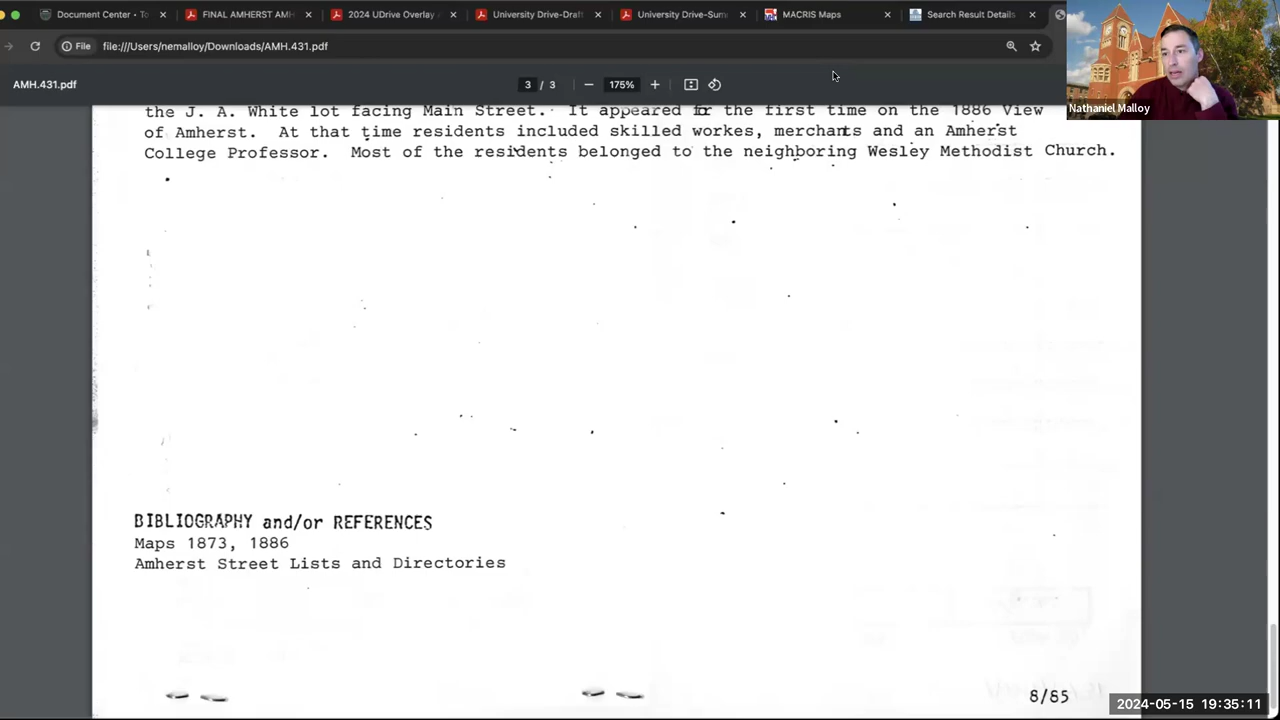 Document Center • To
FINAL AMHERST AMH
2024 UDrive Overlay
University Drive-Draft
University Drive-Sum
MACRIS Maps
Search Result Details
File
file:///Users/nemalloy/Downloads/AMH.431.pdf
AMH.431.pdf
3 / 3
175%
Nathaniel Malloy
the J. A. White lot facing Main Street. It appeared for the first time on the 1886 View
of Amherst. At that time residents included skilled workes, merchants and an Amherst
College Professor. Most of the residents belonged to the neighboring Wesley Methodist Church.
BIBLIOGRAPHY and/or REFERENCES
Maps 1873, 1886
Amherst Street Lists and Directories
8/85
2024-05-15 19:35:11